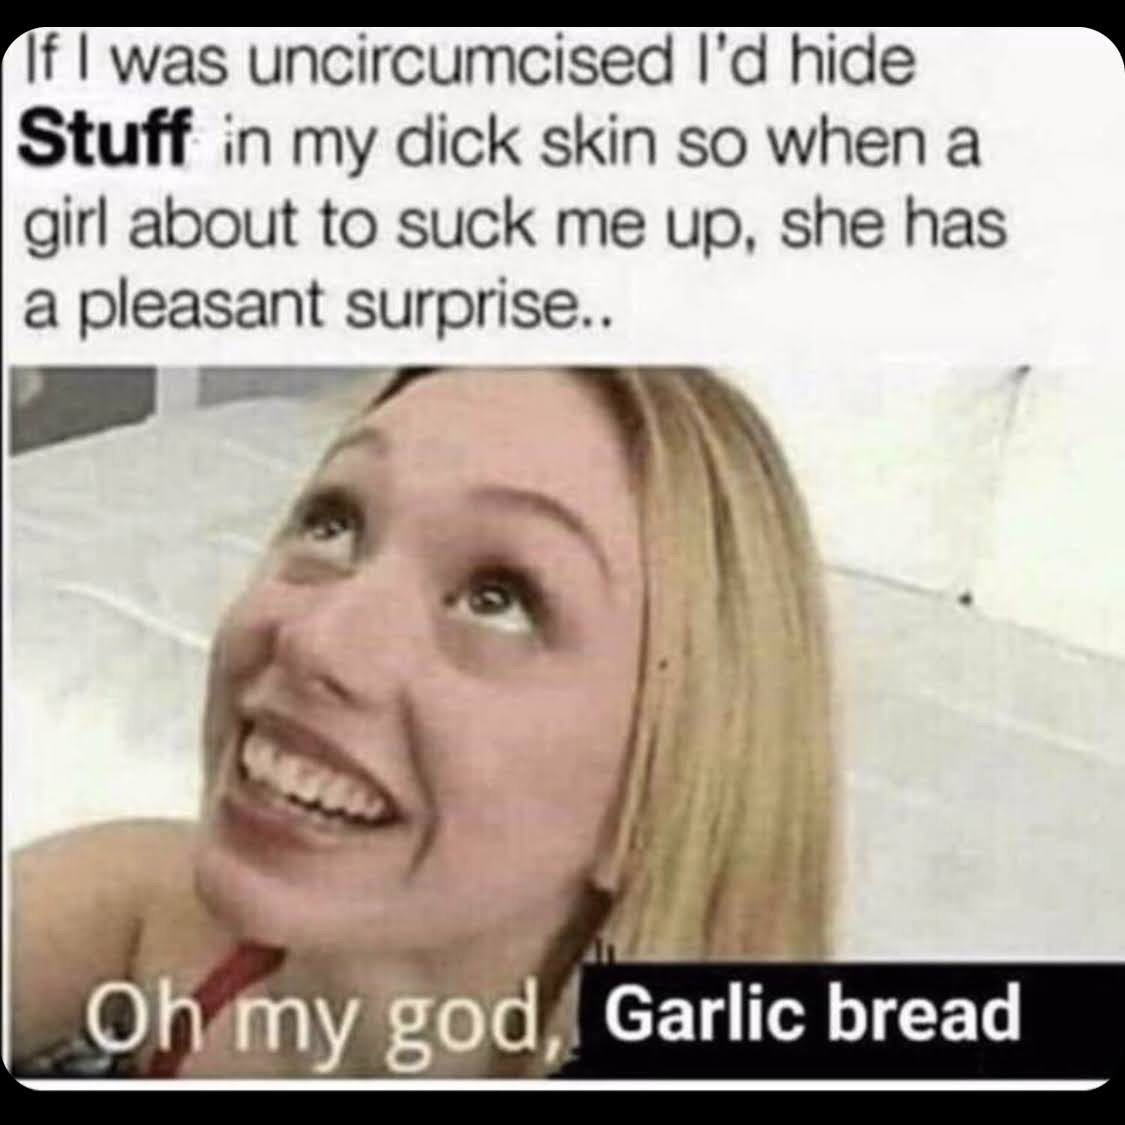 If I was uncircumcised I'd hide
Stuff in my dick skin so when a
girl about to suck me up, she has
a pleasant surprise..
Oh my god, Garlic bread